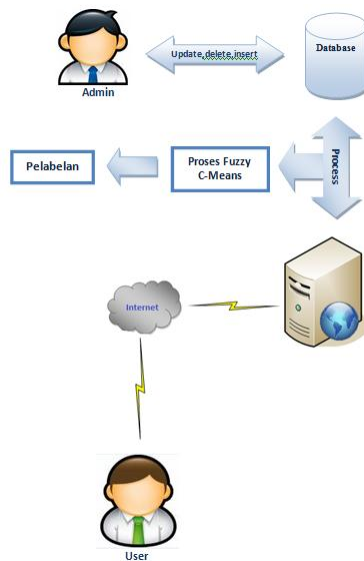 Update,delete,insert
Database
Admin
Pelabelan
Proses Fuzzy
C-Means
Process
Internet
User